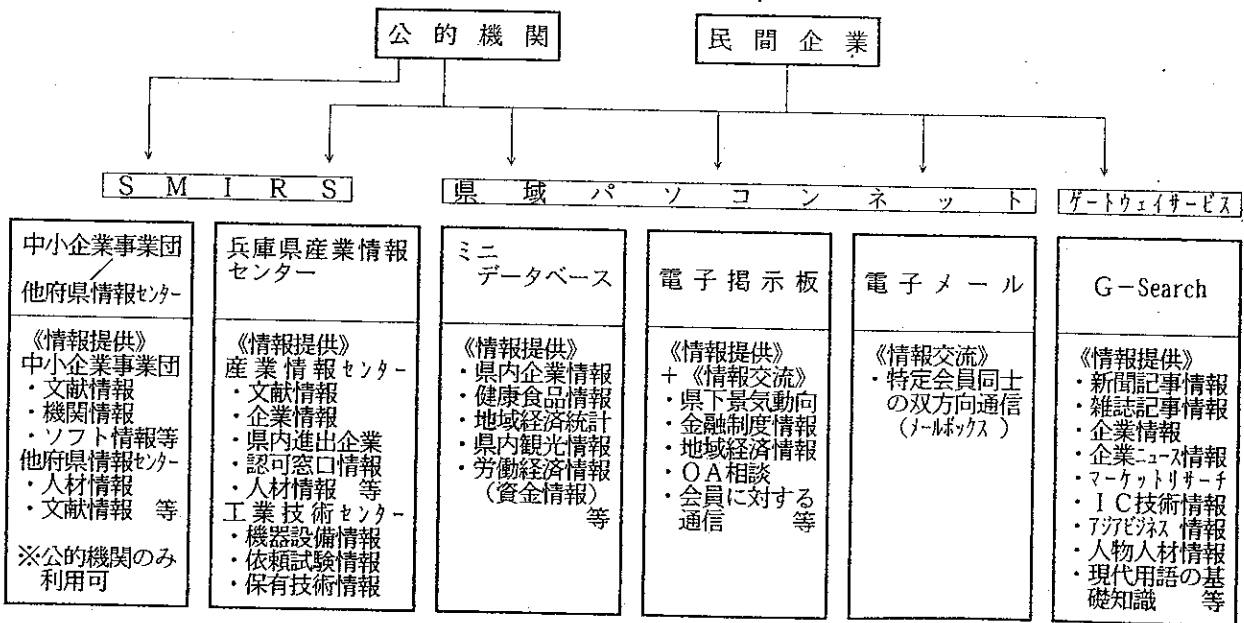 公的機関
民間企業
SMIRS
県域パソコンネット
ゲートウェイサービス
中小企業事業団
他府県情報センター
《情報提供》
中小企業事業団
・文献情報
・機関情報
・ソフト情報等
他府県情報センター
・人材情報
・文献情報 等
※公的機関のみ
利用可
兵庫県産業情報
センター
《情報提供》
産業情報センター
・文献情報
・企業情報
・県内進出企業
・認可窓口情報
・人材情報 等
工業技術センター
・機器設備情報
・依頼試験情報
・保有技術情報
ミニ
データベース
《情報提供》
・県内企業情報
・健康食品情報
・地域経済統計
・県内観光情報
・労働経済情報
(資金情報)
等
電子掲示板
《情報提供》
+《情報交流》
・県下景気動向
・金融制度情報
・地域経済情報
・OA相談
・会員に対する
通信 等
電子メール
《情報交流》
・特定会員同士
の双方向通信
(メールボックス)
G-Search
《情報提供》
・新聞記事情報
・雑誌記事情報
・企業情報
・企業ニュース情報
・マーケットリサーチ
・IC技術情報
・アジアビジネス情報
・人物人材情報
・現代用語の基
礎知識 等